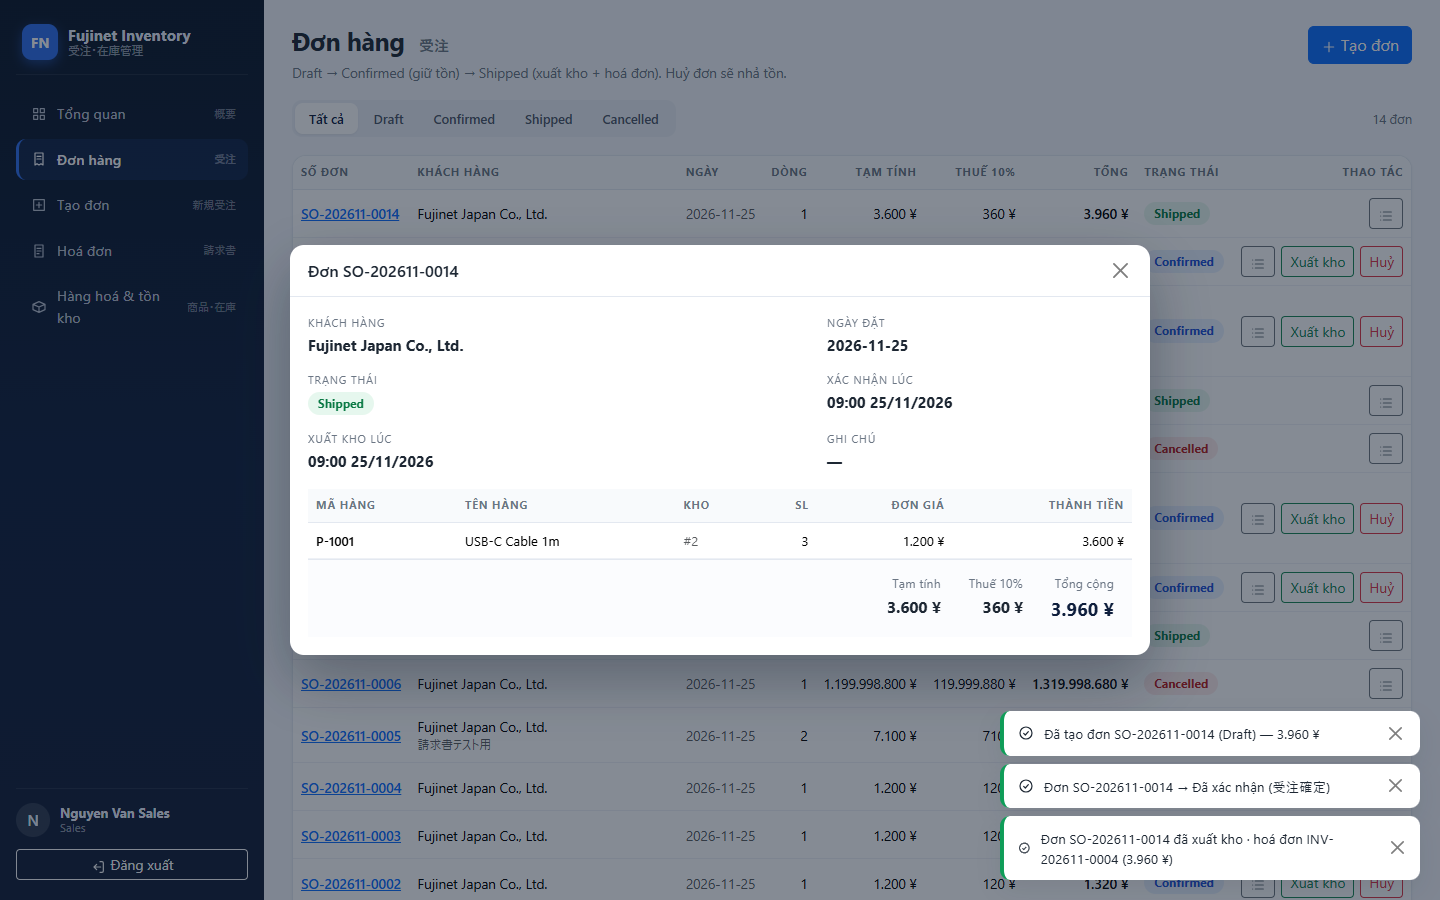 FN
Fujinet Inventory
受注・在庫管理
Tổng quan 概要
Đơn hàng 受注
Tạo đơn 新規受注
Hoá đơn 請求書
Hàng hoá & tồn kho 商品・在庫
N
Nguyen Van Sales
Sales
Đăng xuất
Đơn hàng 受注
+ Tạo đơn
Draft → Confirmed (giữ tồn) → Shipped (xuất kho + hoá đơn). Huỷ đơn sẽ nhả tồn.
Tất cả Draft Confirmed Shipped Cancelled 14 đơn
SỐ ĐƠN KHÁCH HÀNG NGÀY DÒNG TẠM TÍNH THUẾ 10% TỔNG TRẠNG THÁI THAO TÁC
SO-202611-0014 Fujinet Japan Co., Ltd. 2026-11-25 1 3.600 ¥ 360 ¥ 3.960 ¥ Shipped
Confirmed Xuất kho Huỷ
Confirmed Xuất kho Huỷ
Shipped
Cancelled
Confirmed Xuất kho Huỷ
Confirmed Xuất kho Huỷ
Shipped
Đơn SO-202611-0014
KHÁCH HÀNG NGÀY ĐẶT
Fujinet Japan Co., Ltd. 2026-11-25
TRẠNG THÁI XÁC NHẬN LÚC
Shipped 09:00 25/11/2026
XUẤT KHO LÚC GHI CHÚ
09:00 25/11/2026 —
MÃ HÀNG TÊN HÀNG KHO SL ĐƠN GIÁ THÀNH TIỀN
P-1001 USB-C Cable 1m #2 3 1.200 ¥ 3.600 ¥
Tạm tính Thuế 10% Tổng cộng
3.600 ¥ 360 ¥ 3.960 ¥
SO-202611-0006 Fujinet Japan Co., Ltd. 2026-11-25 1 1.199.998.800 ¥ 119.999.880 ¥ 1.319.998.680 ¥ Cancelled
SO-202611-0005 Fujinet Japan Co., Ltd. 2026-11-25 2 7.100 ¥ 710
請求書テスト用
SO-202611-0004 Fujinet Japan Co., Ltd. 2026-11-25 1 1.200 ¥ 120
SO-202611-0003 Fujinet Japan Co., Ltd. 2026-11-25 1 1.200 ¥ 120
SO-202611-0002 Fujinet Japan Co., Ltd. 2026-11-25 1 1.200 ¥ 120 ¥ 1.320 ¥ Confirmed Xuất kho Huỷ
Đã tạo đơn SO-202611-0014 (Draft) — 3.960 ¥
Đơn SO-202611-0014 → Đã xác nhận (受注確定)
Đơn SO-202611-0014 đã xuất kho · hoá đơn INV-
202611-0004 (3.960 ¥)